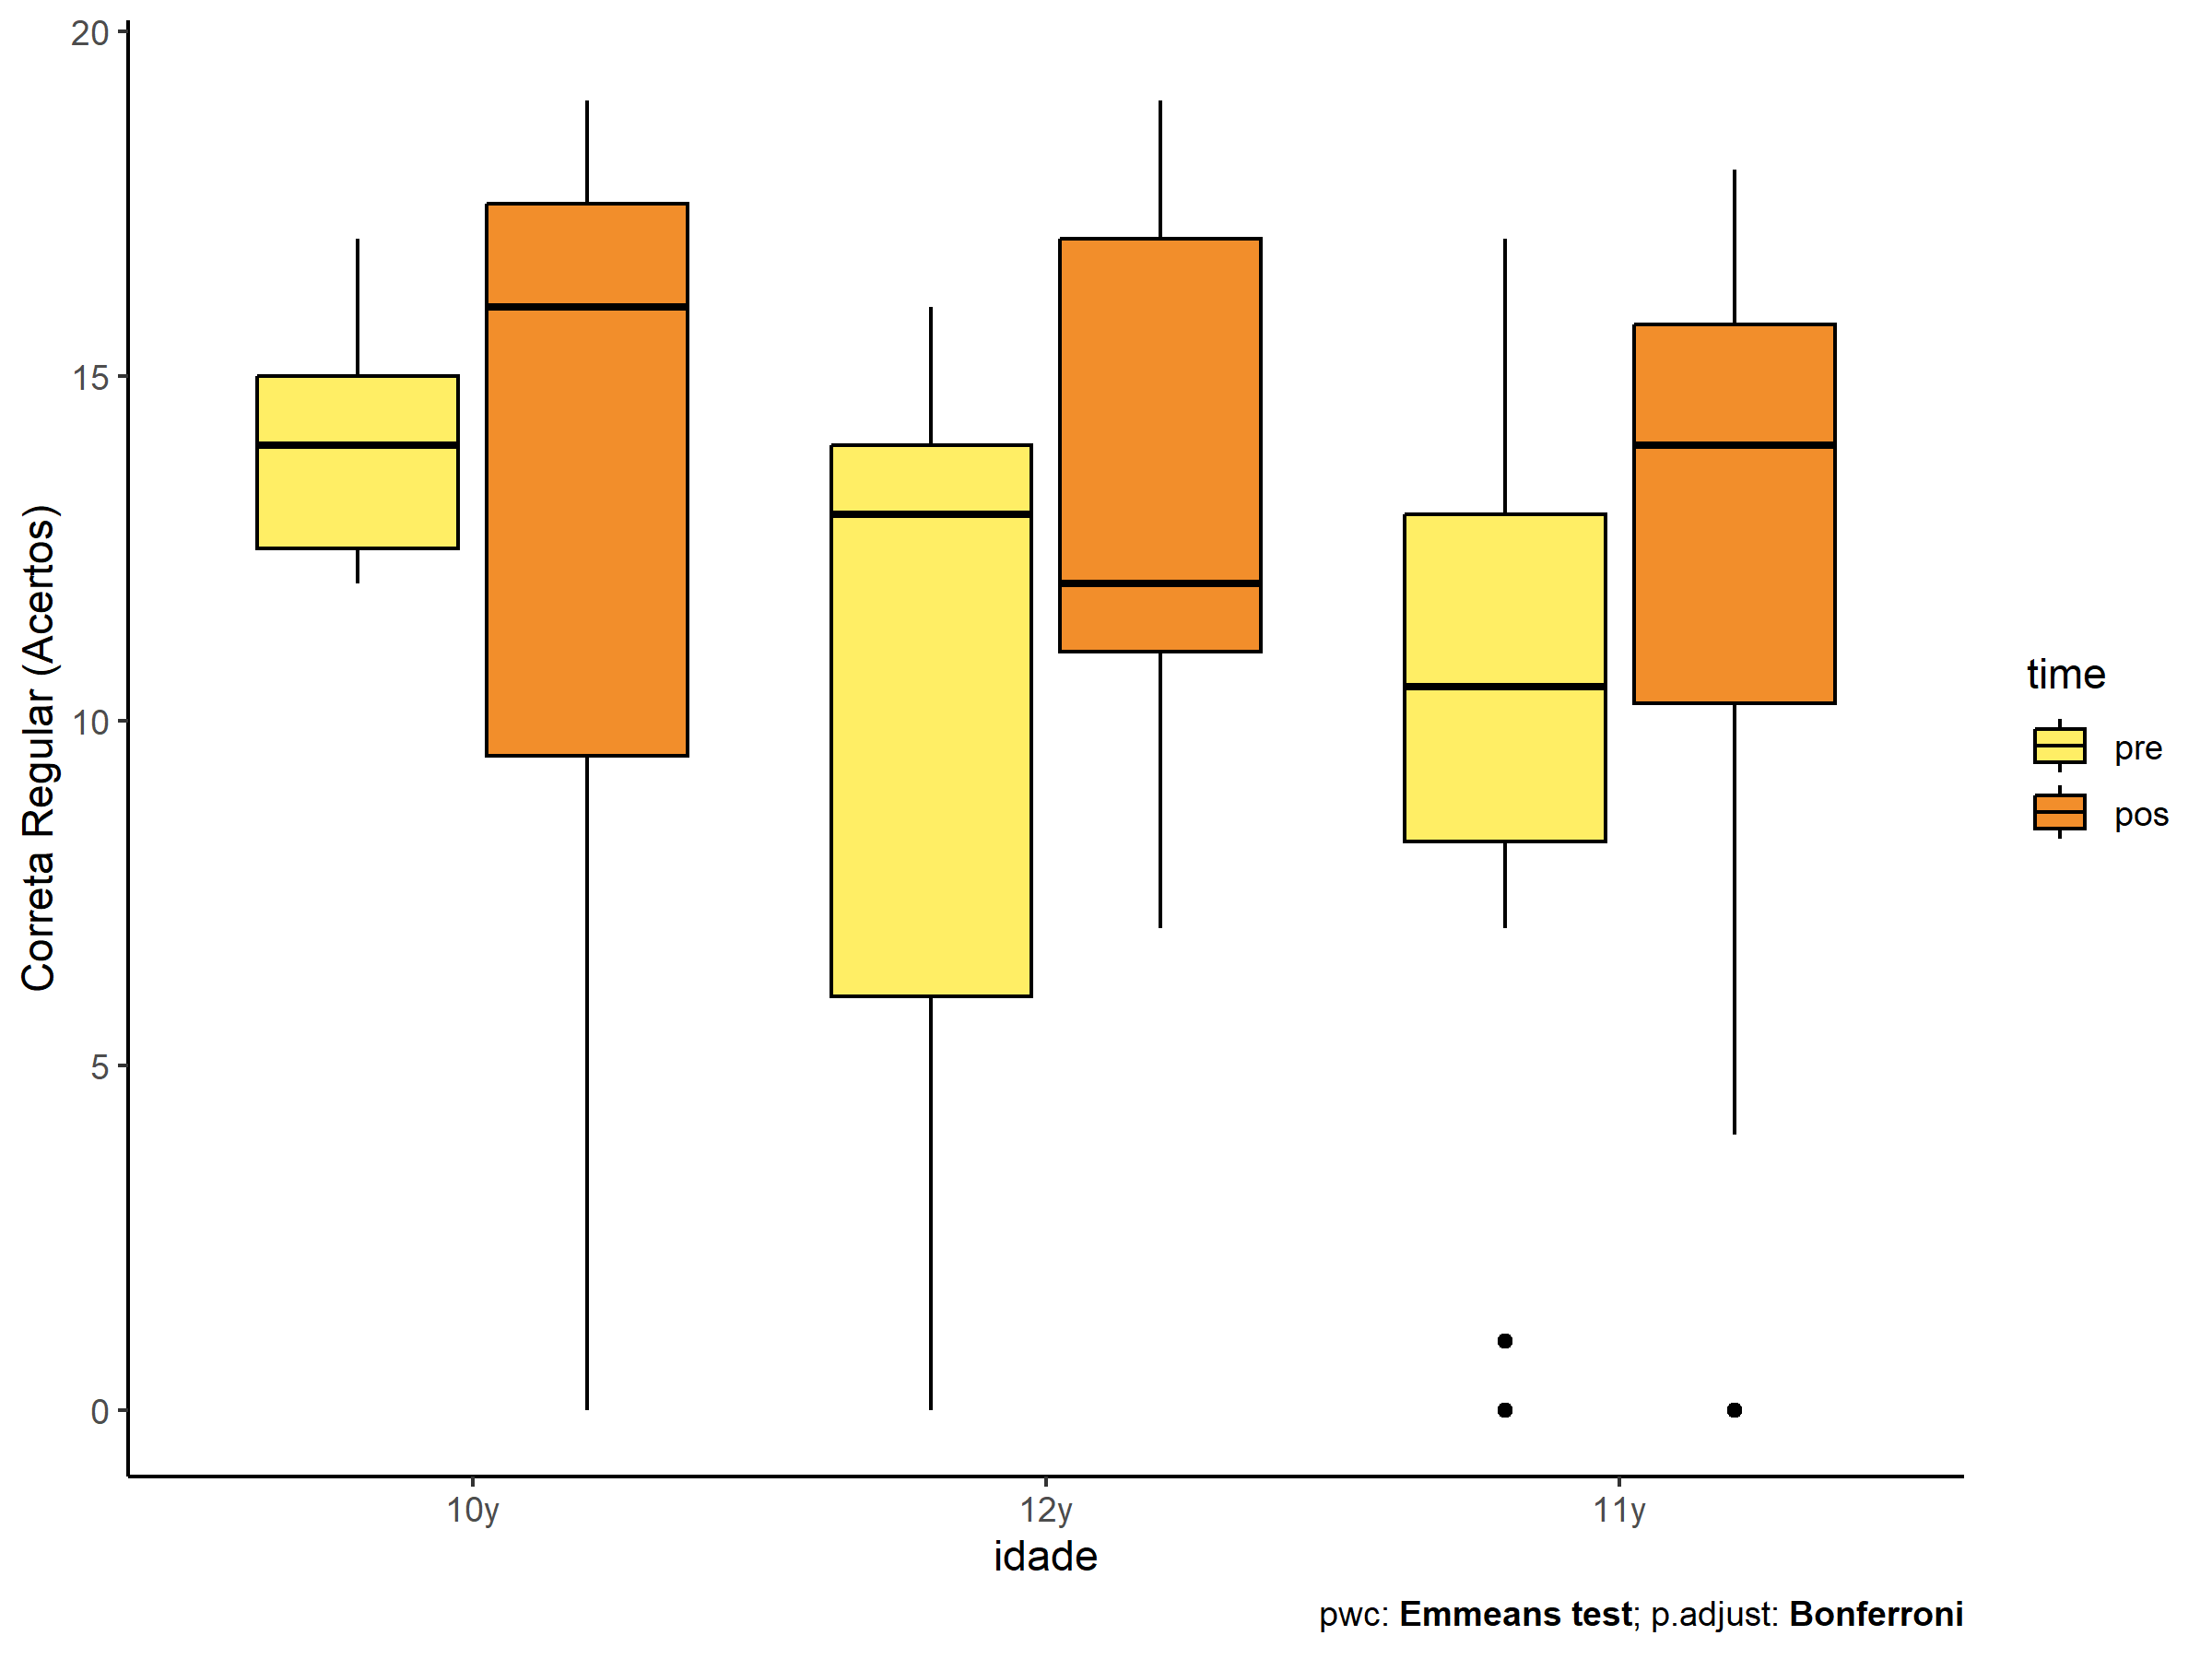 20
15
10
5
0
Correta Regular (Acertos)
10y
12y
11y
idade
time
pre
pos
pwc: Emmeans test; p.adjust: Bonferroni